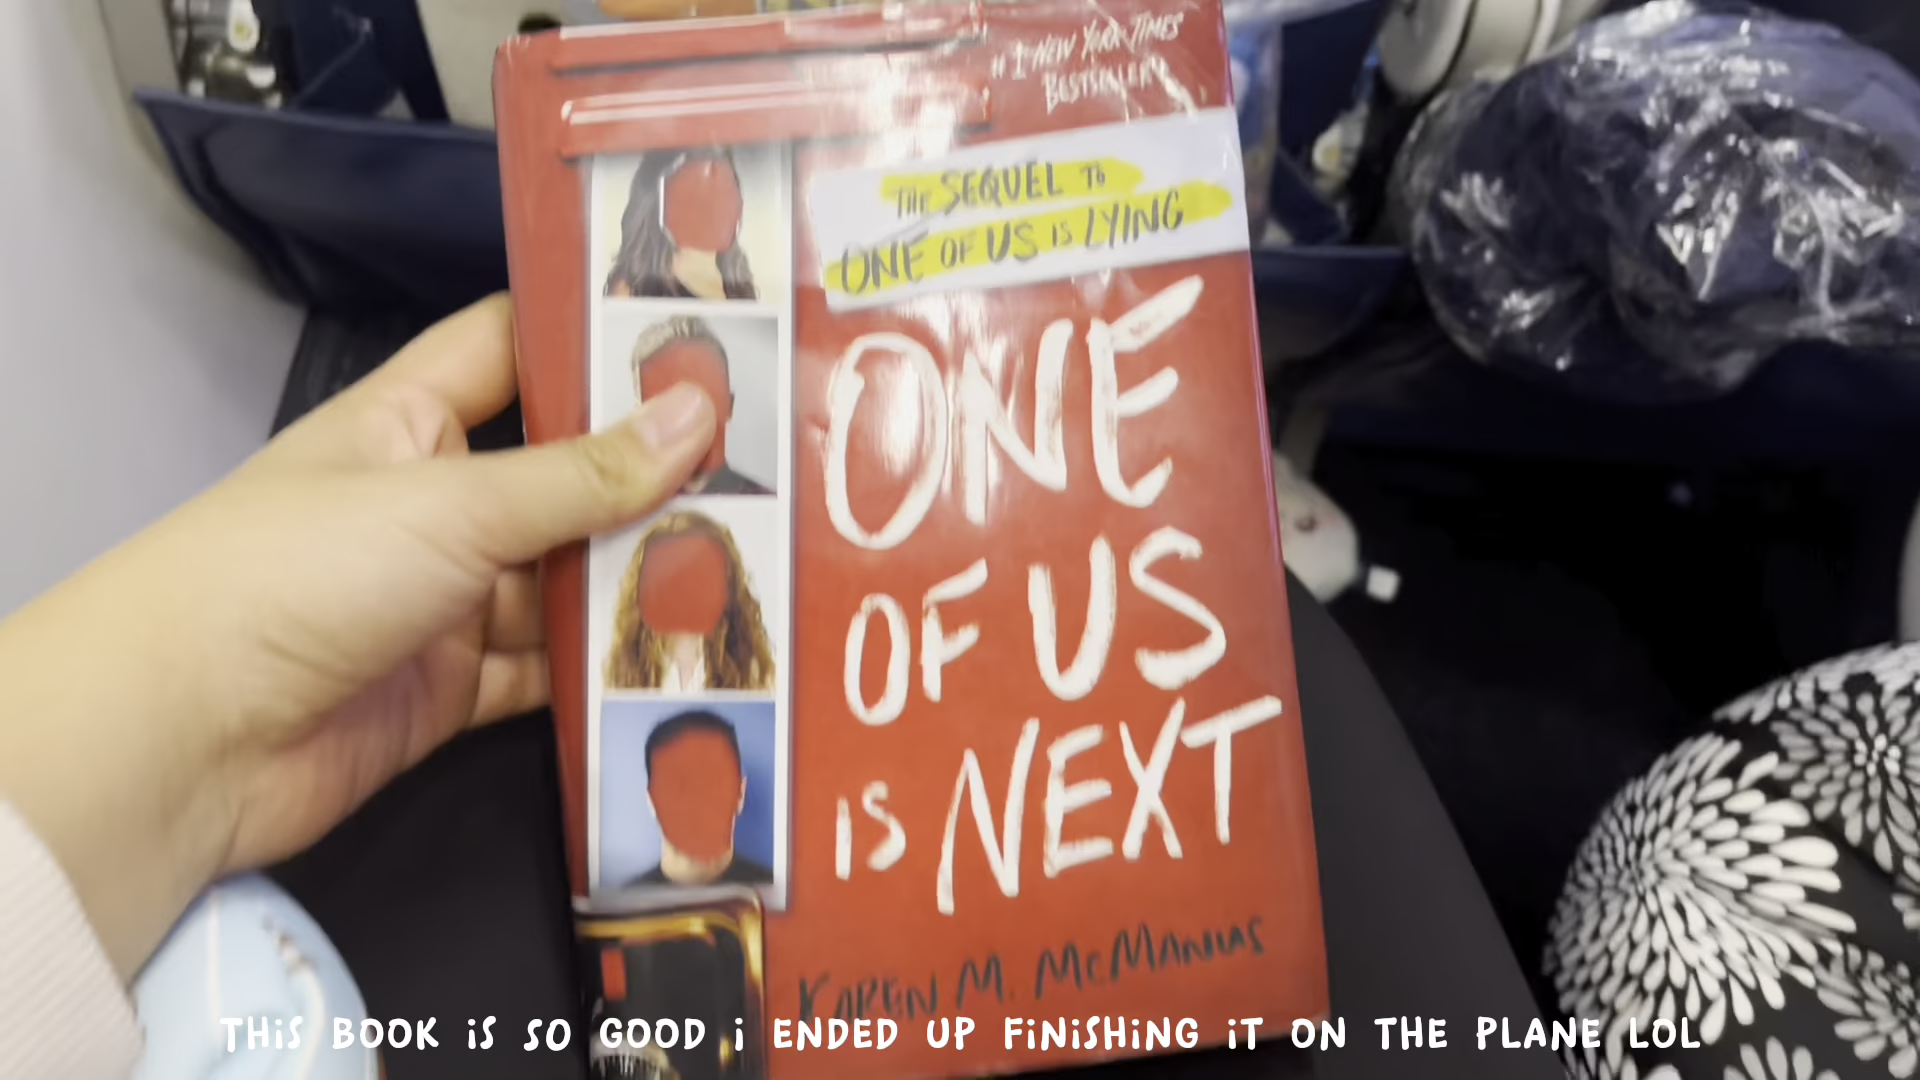 #1 NEW YORK TIMES
BESTSELLER
THE SEQUEL TO
ONE OF US IS LYING
ONE
OF US
IS NEXT
KAREN M. McMANUS
THiS BOOK iS SO GOOD i ENDED UP FiNiSHiNG iT ON THE PLANE LOL